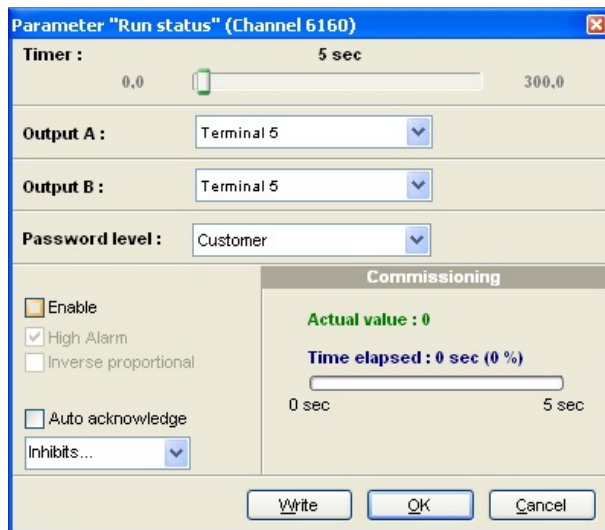 Parameter "Run status" (Channel 6160)
Timer :
5 sec
0,0
300,0
Output A :
Terminal 5
Output B :
Terminal 5
Password level :
Customer
Enable
High Alarm
Inverse proportional
Auto acknowledge
Inhibits...
Commissioning
Actual value : 0
Time elapsed : 0 sec (0 %)
0 sec
5 sec
Write
OK
Cancel